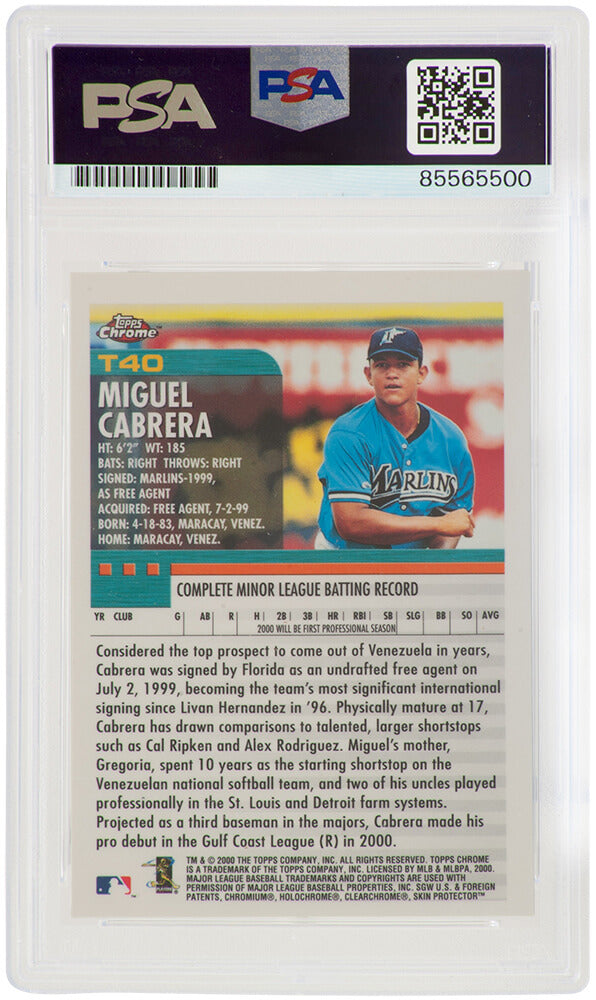 PSA
PSA
85565500
Topps
Chrome™
T40
MIGUEL
CABRERA
HT: 6'2" WT: 185
BATS: RIGHT THROWS: RIGHT
SIGNED: MARLINS-1999,
AS FREE AGENT
ACQUIRED: FREE AGENT, 7-2-99
BORN: 4-18-83, MARACAY, VENEZ.
HOME: MARACAY, VENEZ.
F
MARLINS
COMPLETE MINOR LEAGUE BATTING RECORD
YR CLUB G AB R H 2B 3B HR RBI SB SLG BB SO AVG
2000 WILL BE FIRST PROFESSIONAL SEASON
Considered the top prospect to come out of Venezuela in years,
Cabrera was signed by Florida as an undrafted free agent on
July 2, 1999, becoming the team's most significant international
signing since Livan Hernandez in '96. Physically mature at 17,
Cabrera has drawn comparisons to talented, larger shortstops
such as Cal Ripken and Alex Rodriguez. Miguel's mother,
Gregoria, spent 10 years as the starting shortstop on the
Venezuelan national softball team, and two of his uncles played
professionally in the St. Louis and Detroit farm systems.
Projected as a third baseman in the majors, Cabrera made his
pro debut in the Gulf Coast League (R) in 2000.
TM & © 2000 THE TOPPS COMPANY, INC. ALL RIGHTS RESERVED. TOPPS CHROME
IS A TRADEMARK OF THE TOPPS COMPANY, INC. LICENSED BY MLB & MLBPA, 2000.
MAJOR LEAGUE BASEBALL TRADEMARKS AND COPYRIGHTS ARE USED WITH
PERMISSION OF MAJOR LEAGUE BASEBALL PROPERTIES, INC. SGW U.S. & FOREIGN
PATENTS, CHROMIUM®, HOLOCHROME®, CLEARCHROME®, SKIN PROTECTOR™